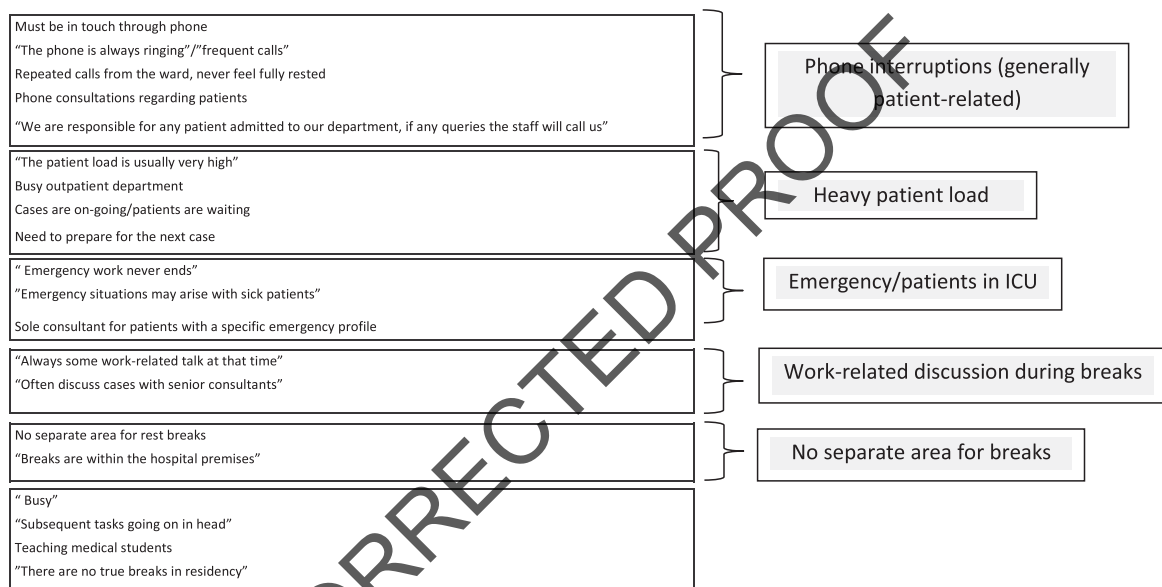 Must be in touch through phone
“The phone is always ringing”/”frequent calls”
Repeated calls from the ward, never feel fully rested
Phone consultations regarding patients
“We are responsible for any patient admitted to our department, if any queries the staff will call us”
Phone interruptions (generally
patient-related)
“The patient load is usually very high”
Busy outpatient department
Cases are on-going/patients are waiting
Need to prepare for the next case
Heavy patient load
“ Emergency work never ends”
”Emergency situations may arise with sick patients”
Sole consultant for patients with a specific emergency profile
Emergency/patients in ICU
“Always some work-related talk at that time”
“Often discuss cases with senior consultants”
Work-related discussion during breaks
No separate area for rest breaks
“Breaks are within the hospital premises”
No separate area for breaks
“ Busy”
“Subsequent tasks going on in head”
Teaching medical students
”There are no true breaks in residency”
ORRECTED PROOF